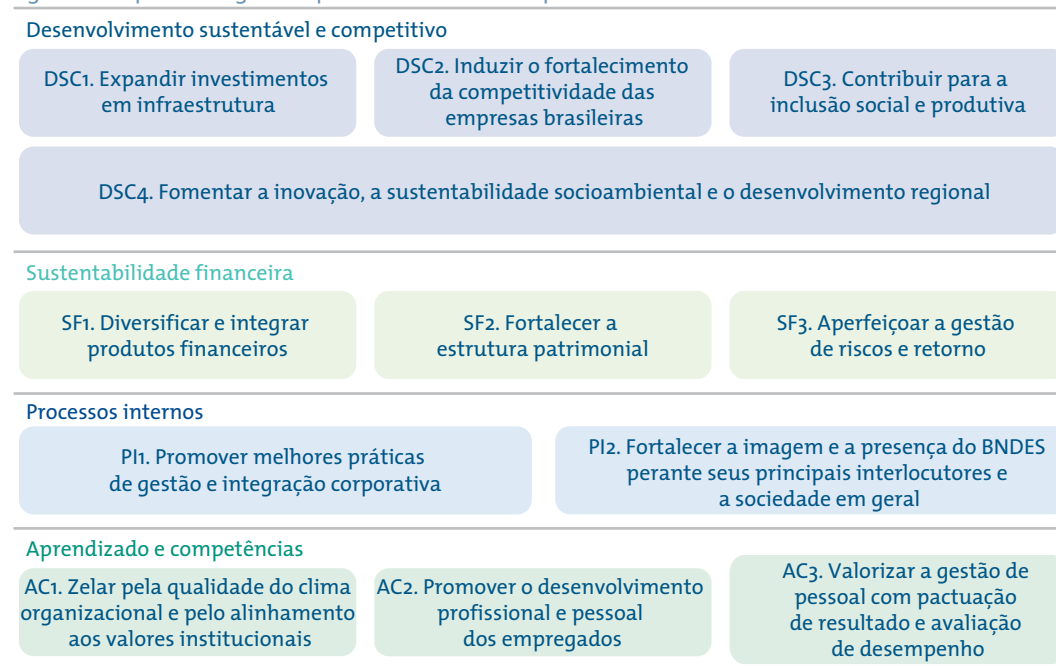 Desenvolvimento sustentável e competitivo
DSC1. Expandir investimentos
em infraestrutura
DSC2. Induzir o fortalecimento
da competitividade das
empresas brasileiras
DSC3. Contribuir para a
inclusão social e produtiva
DSC4. Fomentar a inovação, a sustentabilidade socioambiental e o desenvolvimento regional
Sustentabilidade financeira
SF1. Diversificar e integrar
produtos financeiros
SF2. Fortalecer a
estrutura patrimonial
SF3. Aperfeiçoar a gestão
de riscos e retorno
Processos internos
PI1. Promover melhores práticas
de gestão e integração corporativa
PI2. Fortalecer a imagem e a presença do BNDES
perante seus principais interlocutores e
a sociedade em geral
Aprendizado e competências
AC1. Zelar pela qualidade do clima
organizacional e pelo alinhamento
aos valores institucionais
AC2. Promover o desenvolvimento
profissional e pessoal
dos empregados
AC3. Valorizar a gestão de
pessoal com pactuação
de resultado e avaliação
de desempenho